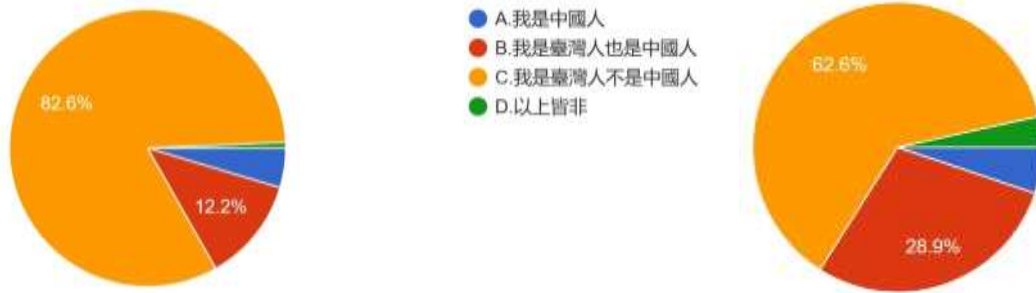 82.6%
12.2%
A.我是中國人
B.我是臺灣人也是中國人
C.我是臺灣人不是中國人
D.以上皆非
62.6%
28.9%